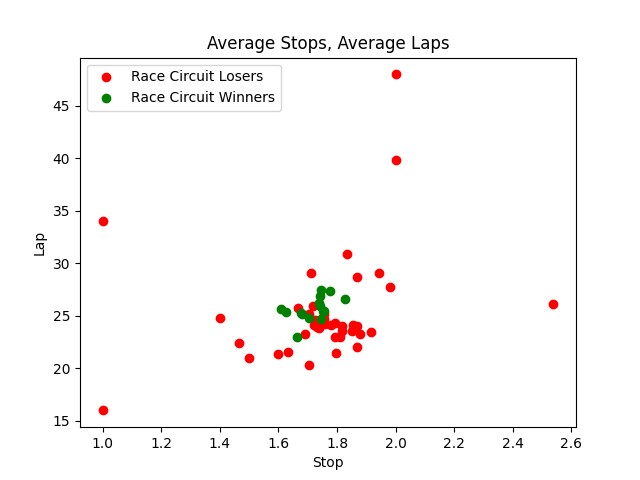 Average Stops, Average Laps
Race Circuit Losers
Race Circuit Winners
45
40
35
30
25
20
15
Lap
1.0 1.2 1.4 1.6 1.8 2.0 2.2 2.4 2.6
Stop